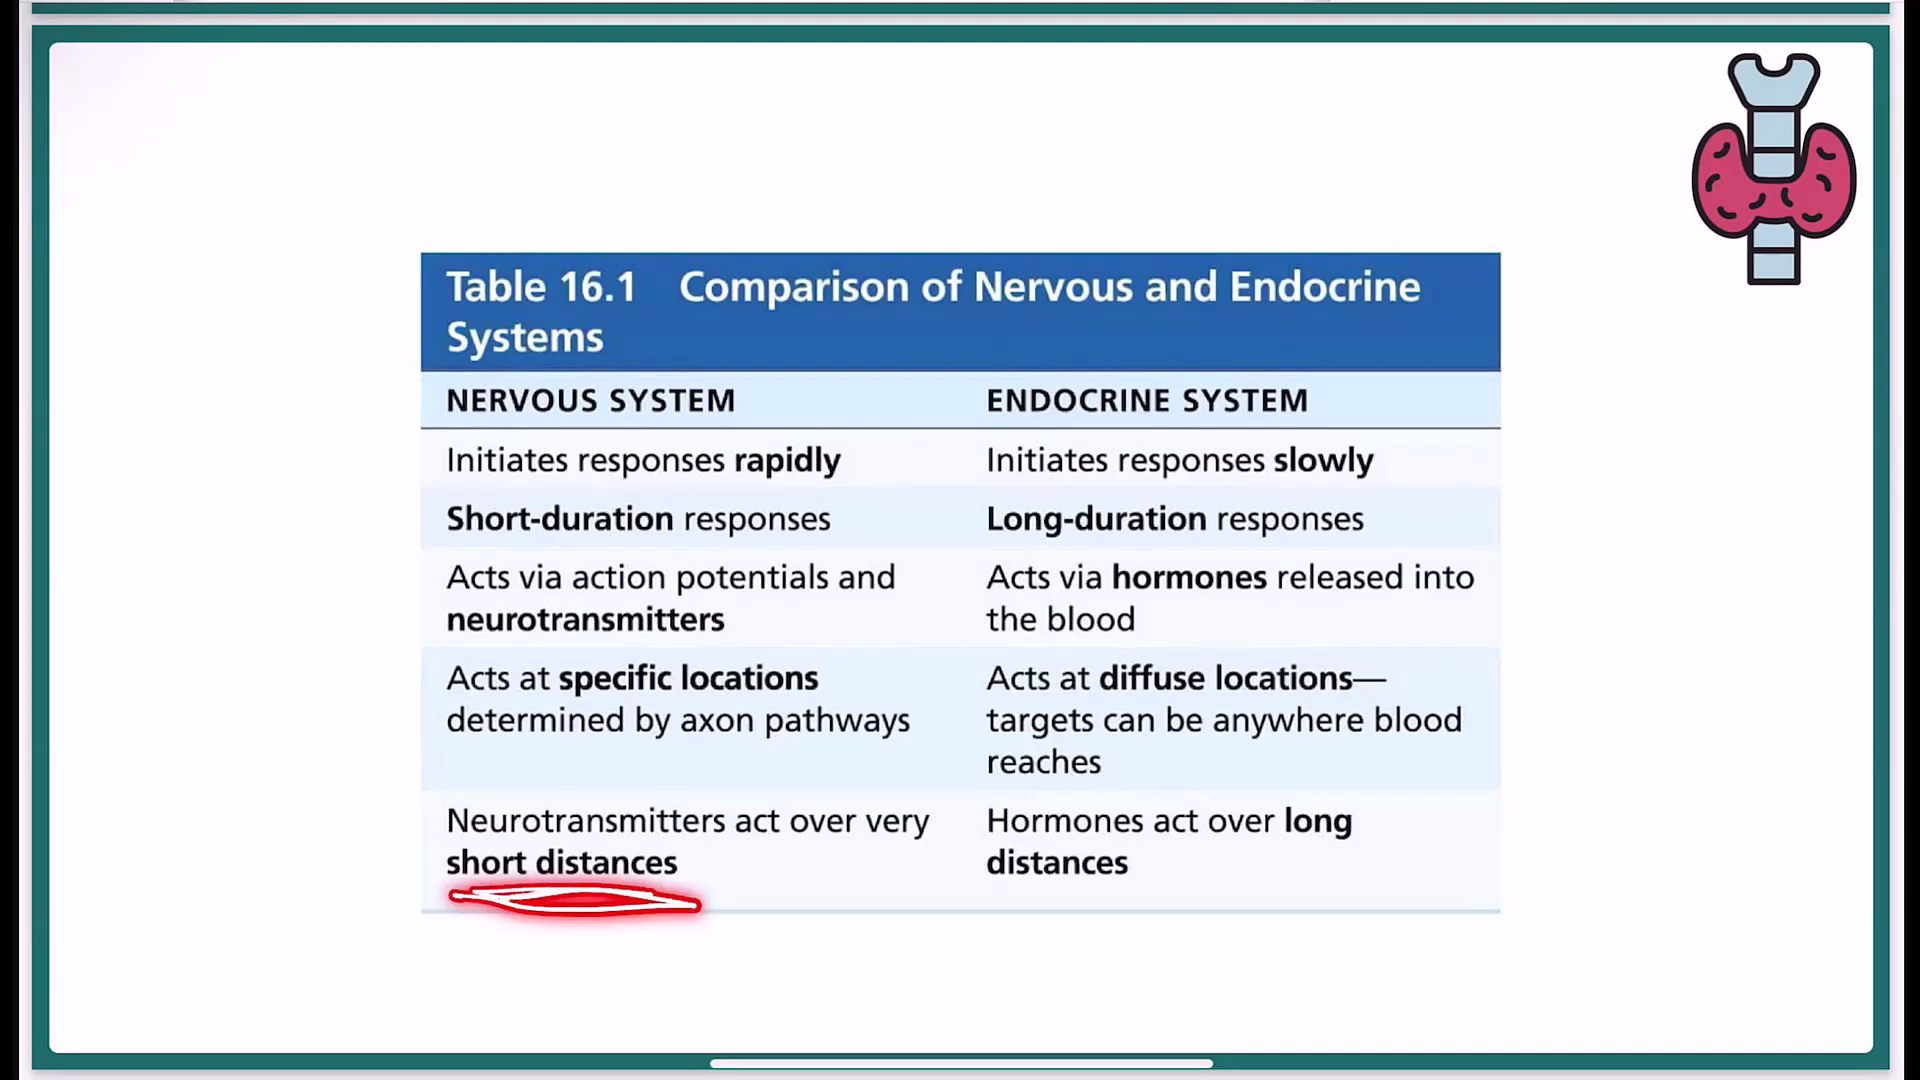 Table 16.1 Comparison of Nervous and Endocrine
Systems
NERVOUS SYSTEM ENDOCRINE SYSTEM
Initiates responses rapidly Initiates responses slowly
Short-duration responses Long-duration responses
Acts via action potentials and Acts via hormones released into
neurotransmitters the blood
Acts at specific locations Acts at diffuse locations—
determined by axon pathways targets can be anywhere blood
reaches
Neurotransmitters act over very Hormones act over long
short distances distances